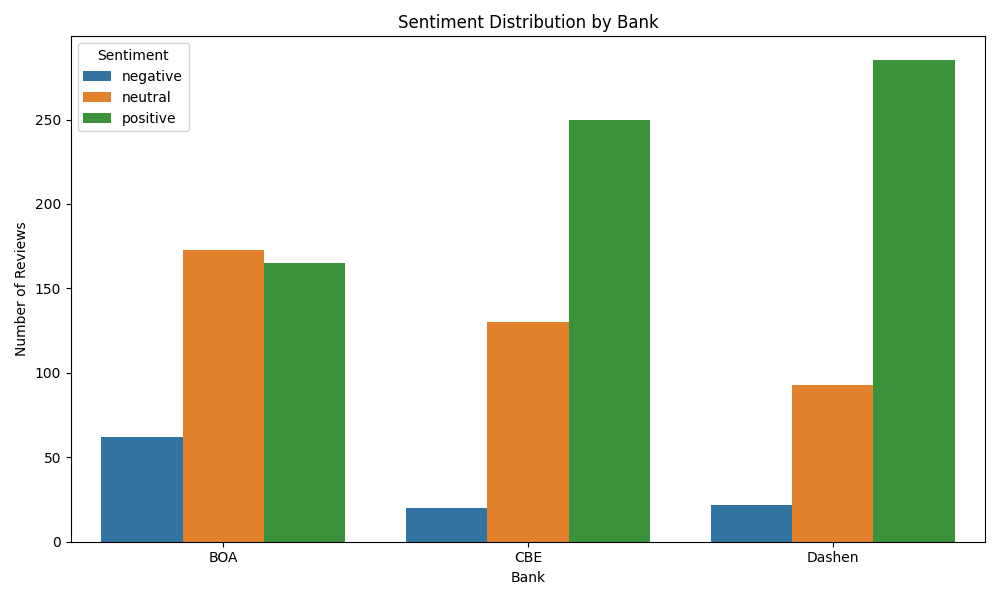 Sentiment Distribution by Bank
Sentiment
negative
neutral
positive
250
200
150
100
50
0
Number of Reviews
BOA
CBE
Dashen
Bank